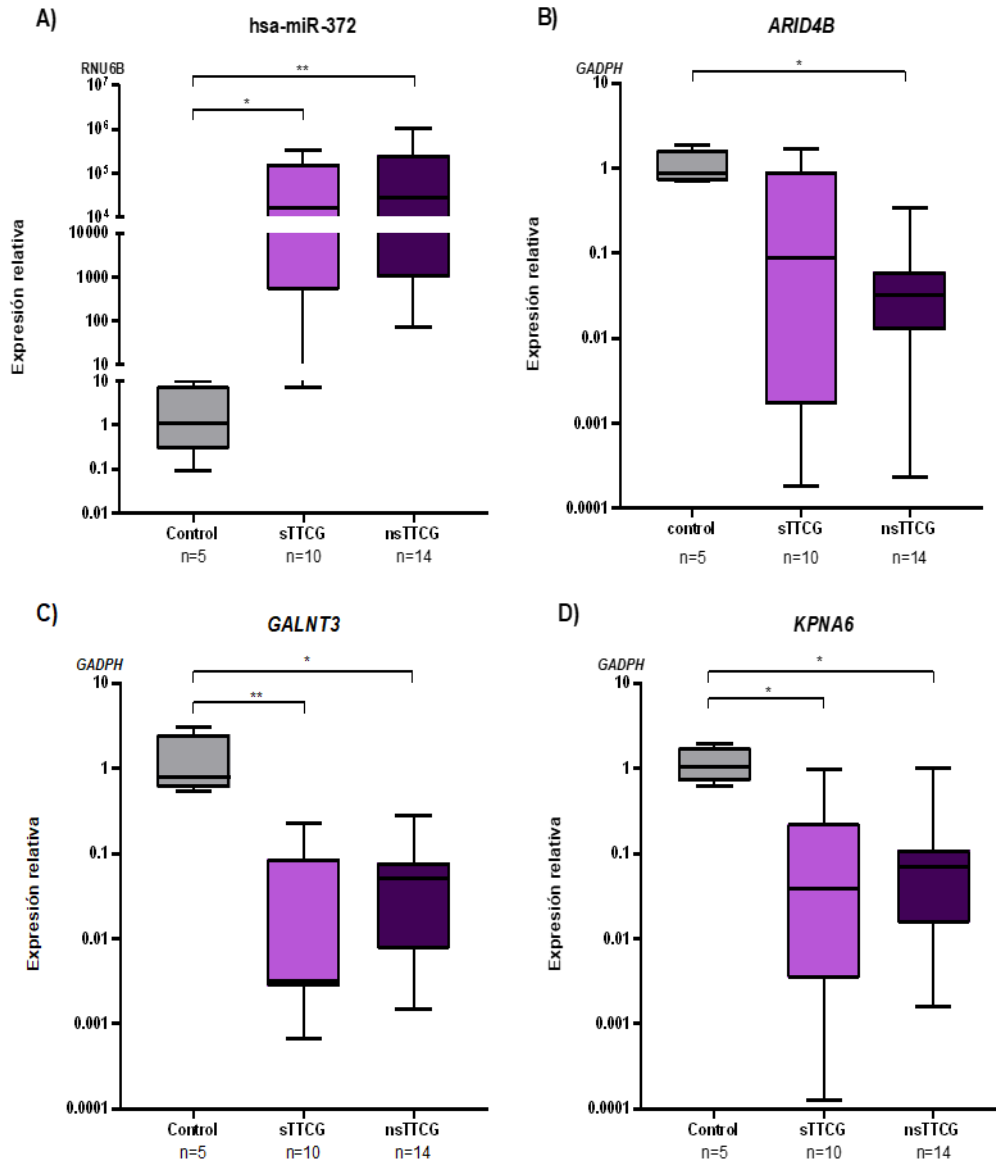 A)
hsa-miR-372
RNU6B
**
*
10⁷
10⁶
10⁵
10⁴
10000
1000
100
10
10
1
0.1
0.01
Expresión relativa
Control
sTTCG
nsTTCG
n=5
n=10
n=14
B)
ARID4B
GADPH
*
10
1
0.1
0.01
0.001
0.0001
Expresión relativa
control
sTTCG
nsTTCG
n=5
n=10
n=14
C)
GALNT3
GADPH
*
**
10
1
0.1
0.01
0.001
0.0001
Expresión relativa
Control
sTTCG
nsTTCG
n=5
n=10
n=14
D)
KPNA6
GADPH
*
*
10
1
0.1
0.01
0.001
0.0001
Expresión relativa
Control
sTTCG
nsTTCG
n=5
n=10
n=14